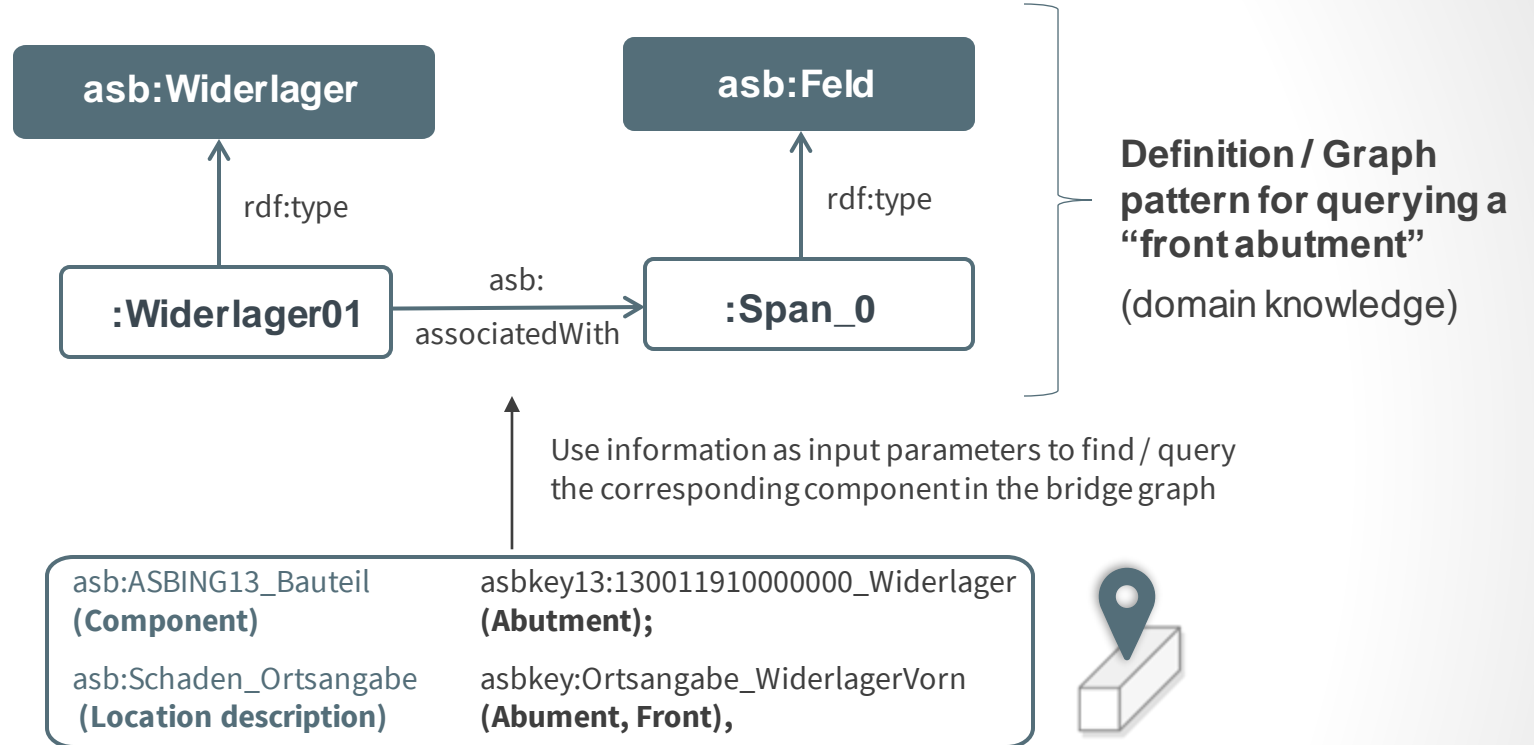 asb:Widerlager
asb:Feld
rdf:type
rdf:type
:Widerlager01
asb:
associatedWith
:Span_0
Definition / Graph
pattern for querying a
“front abutment”
(domain knowledge)
Use information as input parameters to find / query
the corresponding component in the bridge graph
asb:ASBING13_Bauteil
(Component)
asbkey13:130011910000000_Widerlager
(Abutment);
asb:Schaden_Ortsangabe
(Location description)
asbkey:Ortsangabe_WiderlagerVorn
(Abument, Front),